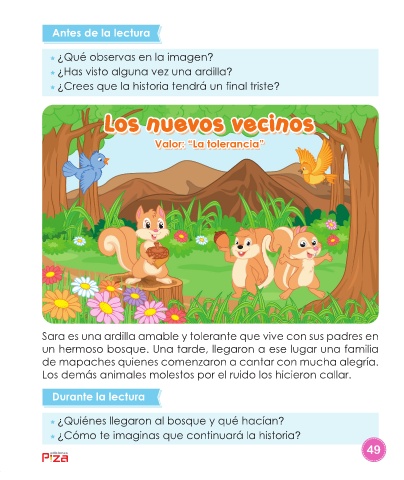 Antes de la lectura
¿Qué observas en la imagen?
¿Has visto alguna vez una ardilla?
¿Crees que la historia tendrá un final triste?
Los nuevos vecinos
Valor: "La tolerancia"
Sara es una ardilla amable y tolerante que vive con sus padres en
un hermoso bosque. Una tarde, llegaron a ese lugar una familia
de mapaches quienes comenzaron a cantar con mucha alegría.
Los demás animales molestos por el ruido los hicieron callar.
Durante la lectura
¿Quiénes llegaron al bosque y qué hacían?
¿Cómo te imaginas que continuará la historia?
49